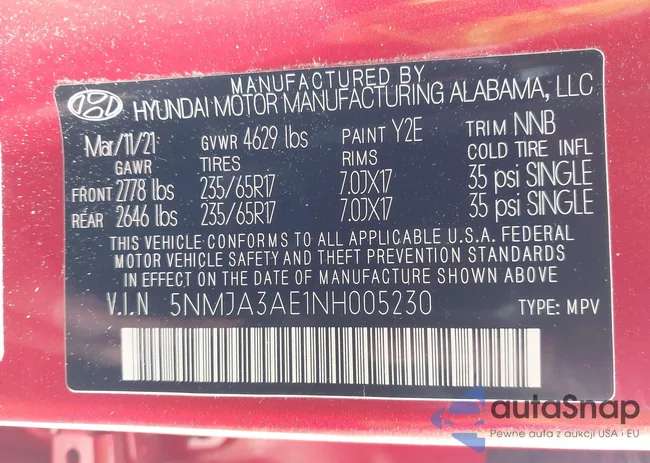 MANUFACTURED BY
HYUNDAI MOTOR MANUFACTURING ALABAMA, LLC
Mar/11/21 GVWR 4629 lbs PAINT Y2E TRIM NNB
GAWR TIRES RIMS COLD TIRE INFL
FRONT 2778 lbs 235/65R17 7.0JX17 35 psi SINGLE
REAR 2646 lbs 235/65R17 7.0JX17 35 psi SINGLE
THIS VEHICLE CONFORMS TO ALL APPLICABLE U.S.A. FEDERAL
MOTOR VEHICLE SAFETY AND THEFT PREVENTION STANDARDS
IN EFFECT ON THE DATE OF MANUFACTURE SHOWN ABOVE.
V.I.N 5NMJA3AE1NH005230 TYPE: MPV
autaSnap
Pewne auta z aukcji USA i EU